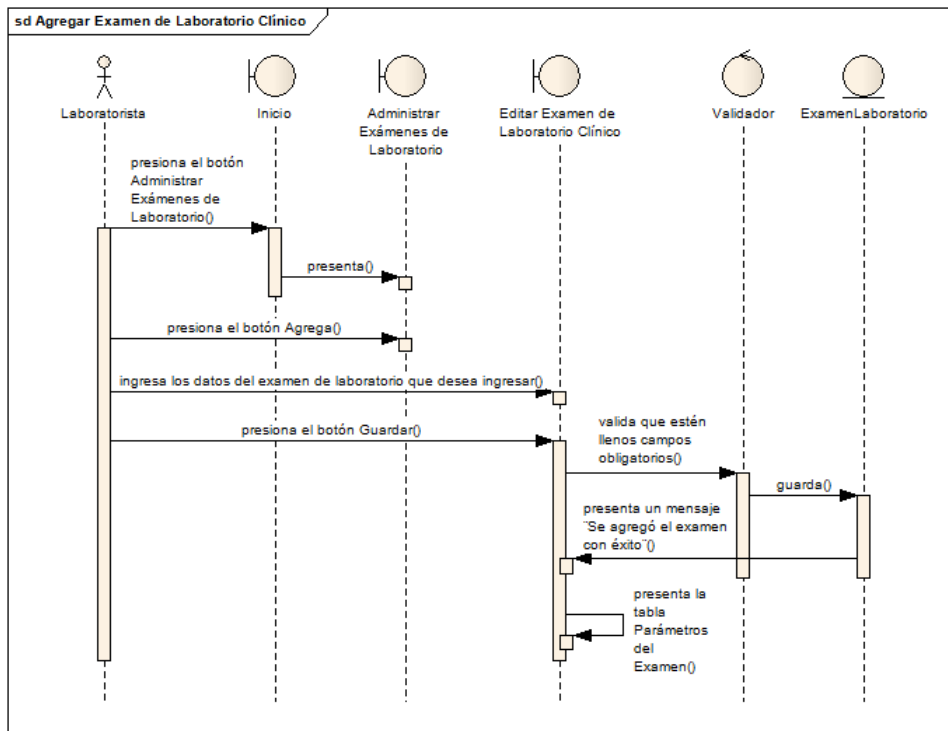 sd Agregar Examen de Laboratorio Clínico
Laboratorista
Inicio
Administrar
Exámenes de
Laboratorio
Editar Examen de
Laboratorio Clínico
Validador
ExamenLaboratorio
presiona el botón
Administrar
Exámenes de
Laboratorio()
presenta()
presiona el botón Agrega()
ingresa los datos del examen de laboratorio que desea ingresar()
presiona el botón Guardar()
valida que estén
llenos campos
obligatorios()
guarda()
presenta un mensaje
¨Se agregó el examen
con éxito¨()
presenta la
tabla
Parámetros
del
Examen()